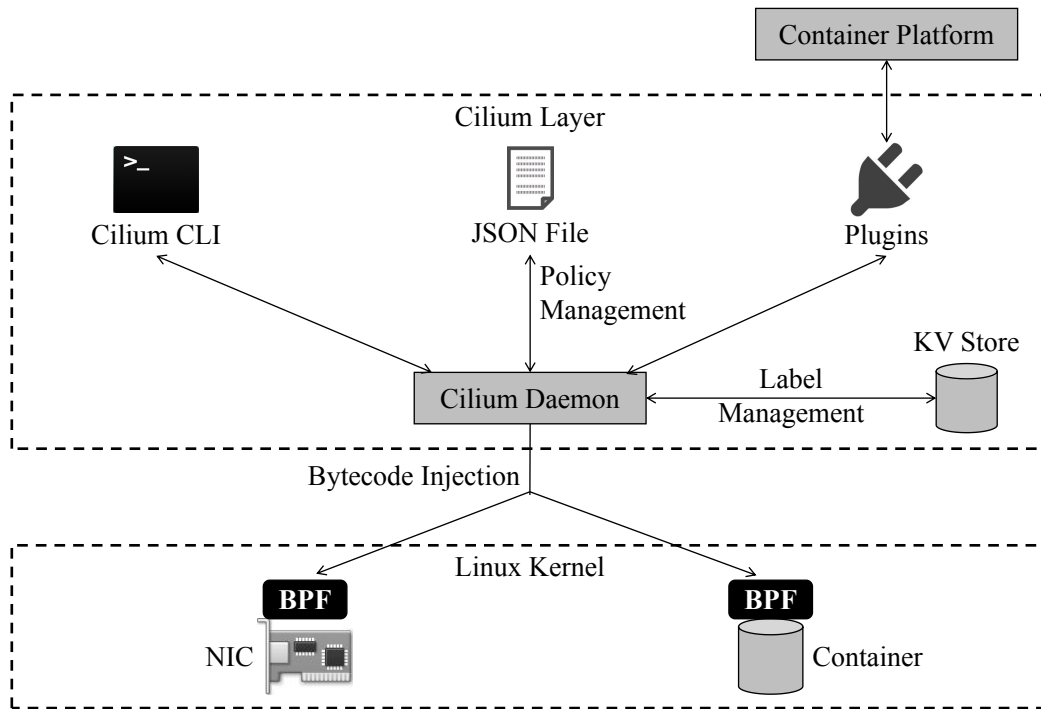 Container Platform
Cilium Layer
>_
Cilium CLI
JSON File
Plugins
Policy
Management
KV Store
Cilium Daemon
Label
Management
Bytecode Injection
Linux Kernel
BPF
BPF
NIC
Container